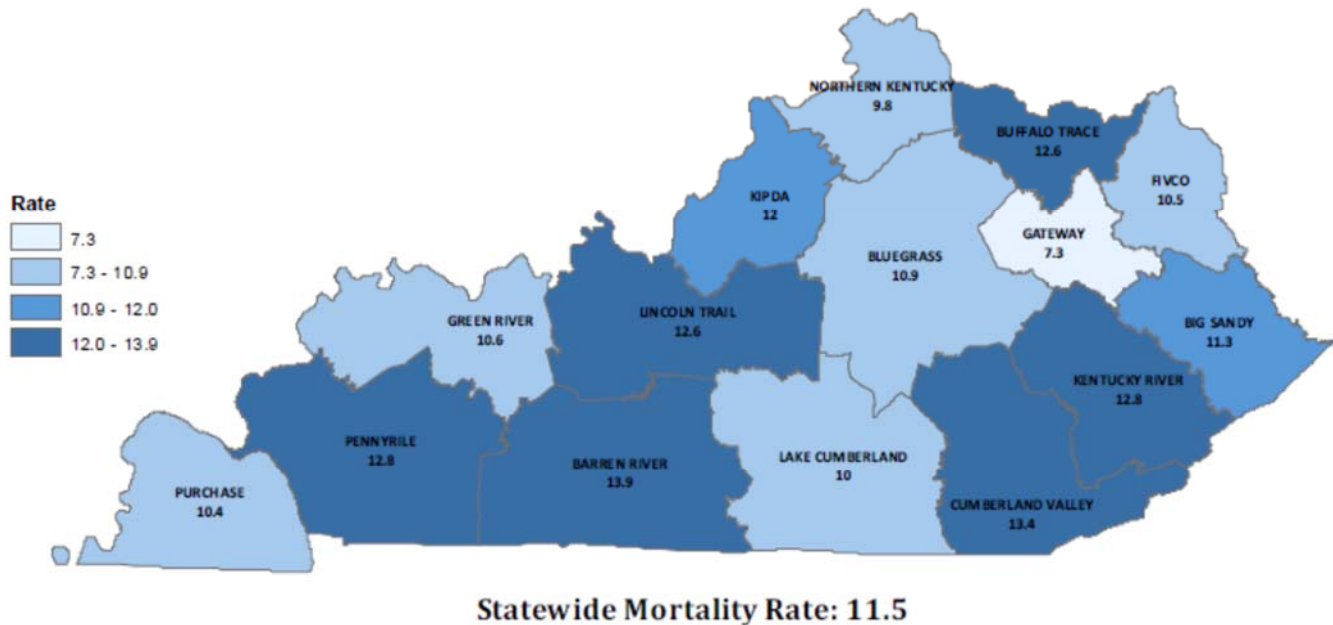 NORTHERN KENTUCKY
9.8
BUFFALO TRACE
12.6
FIVCO
10.5
KIPDA
12
Rate
7.3
7.3 - 10.9
10.9 - 12.0
12.0 - 13.9
GATEWAY
7.3
BLUEGRASS
10.9
LINCOLN TRAIL
12.6
GREEN RIVER
10.6
BIG SANDY
11.3
KENTUCKY RIVER
12.8
PENNYRILE
12.8
BARREN RIVER
13.9
LAKE CUMBERLAND
10
PURCHASE
10.4
CUMBERLAND VALLEY
13.4
Statewide Mortality Rate: 11.5